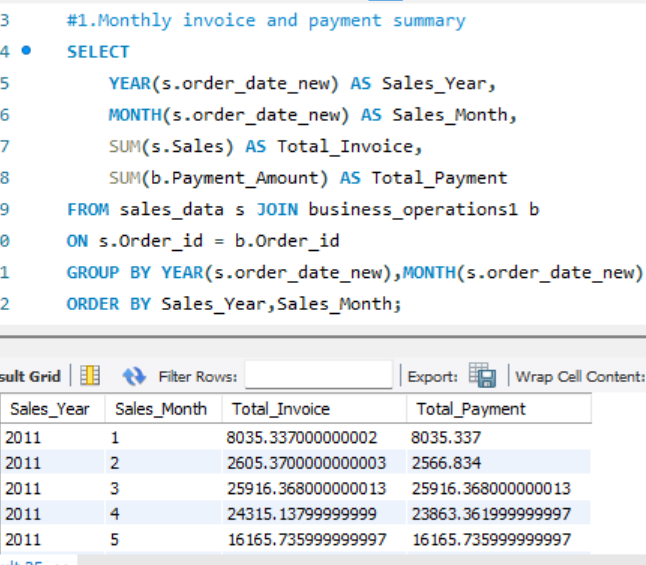 3 #1.Monthly invoice and payment summary
4 SELECT
5 YEAR(s.order_date_new) AS Sales_Year,
6 MONTH(s.order_date_new) AS Sales_Month,
7 SUM(s.Sales) AS Total_Invoice,
8 SUM(b.Payment_Amount) AS Total_Payment
9 FROM sales_data s JOIN business_operations1 b
0 ON s.Order_id = b.Order_id
1 GROUP BY YEAR(s.order_date_new),MONTH(s.order_date_new)
2 ORDER BY Sales_Year,Sales_Month;
sult Grid Filter Rows: Export: Wrap Cell Content:
Sales_Year Sales_Month Total_Invoice Total_Payment
2011 1 8035.337000000002 8035.337
2011 2 2605.3700000000003 2566.834
2011 3 25916.368000000013 25916.368000000013
2011 4 24315.13799999999 23863.361999999997
2011 5 16165.735999999997 16165.735999999997